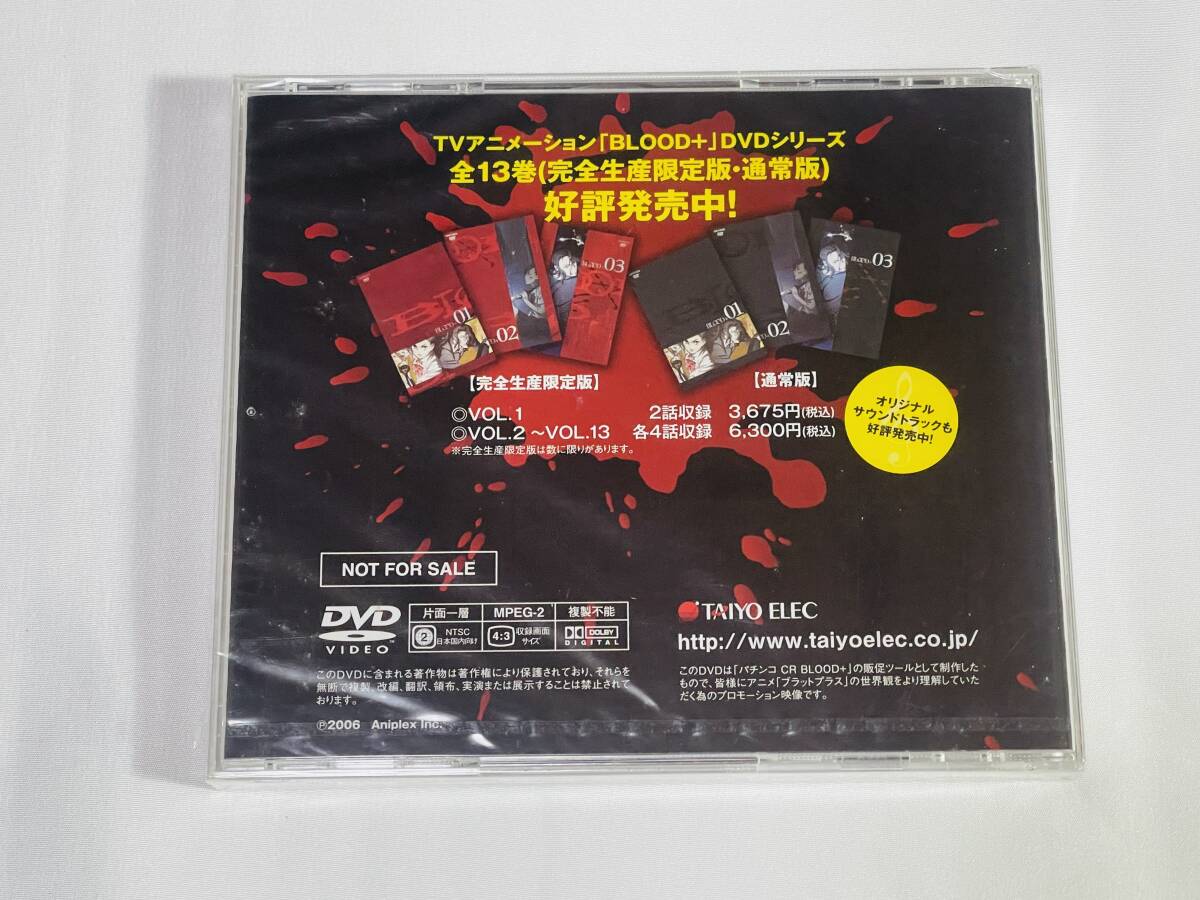 TVアニメーション「BLOOD+」DVDシリーズ
全13巻(完全生産限定版・通常版)
好評発売中!
01
02
BLOOD+ 03
01
02
BLOOD+ 03
【完全生産限定版】
【通常版】
◎VOL.1 2話収録 3,675円(税込)
◎VOL.2 ~VOL.13 各4話収録 6,300円(税込)
※完全生産限定版は数に限りがあります。
オリジナル
サウンドトラックも
好評発売中!
NOT FOR SALE
DVD
VIDEO™
片面一層 MPEG-2 複製不能
2 NTSC 日本国内向け 4:3 収録画面サイズ DOLBY DIGITAL
TAIYO ELEC
http://www.taiyoelec.co.jp/
このDVDに含まれる著作物は著作権により保護されており、それらを
無断で複製、改編、翻訳、領布、実演または展示することは禁止されて
おります。
℗2006 Aniplex Inc.
このDVDは「パチンコ CR BLOOD+」の販促ツールとして制作した
もので、皆様にアニメ「ブラッドプラス」の世界観をより理解していた
だく為のプロモーション映像です。